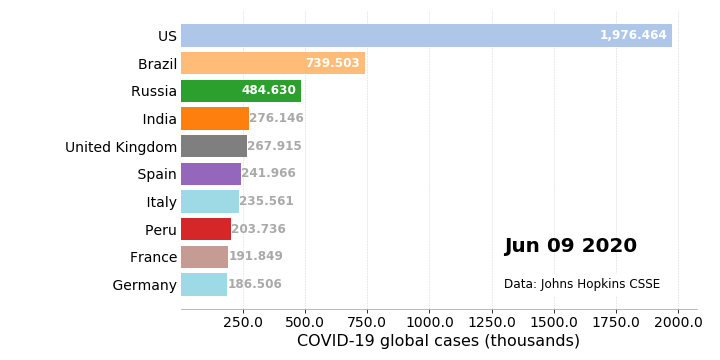 US 1,976.464
Brazil 739.503
Russia 484.630
India 276.146
United Kingdom 267.915
Spain 241.966
Italy 235.561
Peru 203.736
France 191.849
Germany 186.506
Jun 09 2020
Data: Johns Hopkins CSSE
250.0 500.0 750.0 1000.0 1250.0 1500.0 1750.0 2000.0
COVID-19 global cases (thousands)